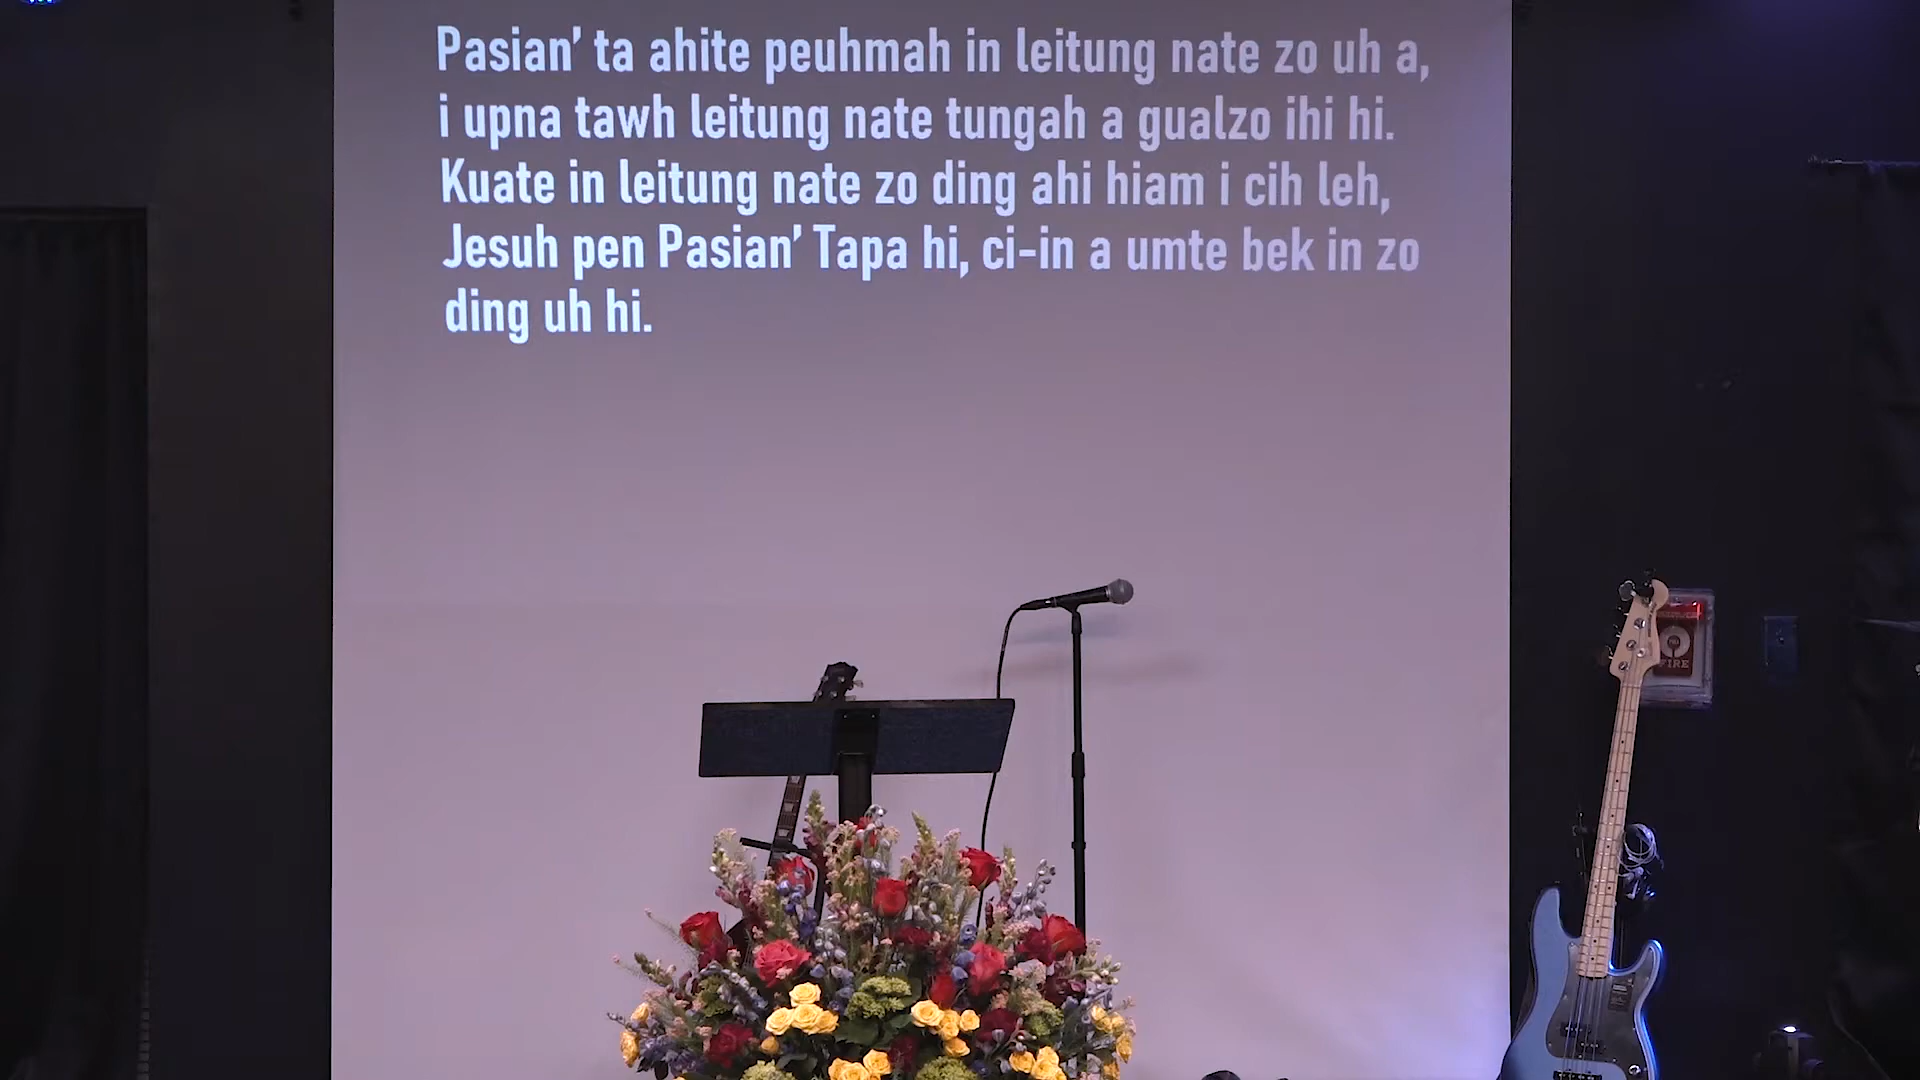 Pasian’ ta ahite peuhmah in leitung nate zo uh a,
i upna tawh leitung nate tungah a gualzo ihi hi.
Kuate in leitung nate zo ding ahi hiam i cih leh,
Jesuh pen Pasian’ Tapa hi, ci-in a umte bek in zo
ding uh hi.
FIRE